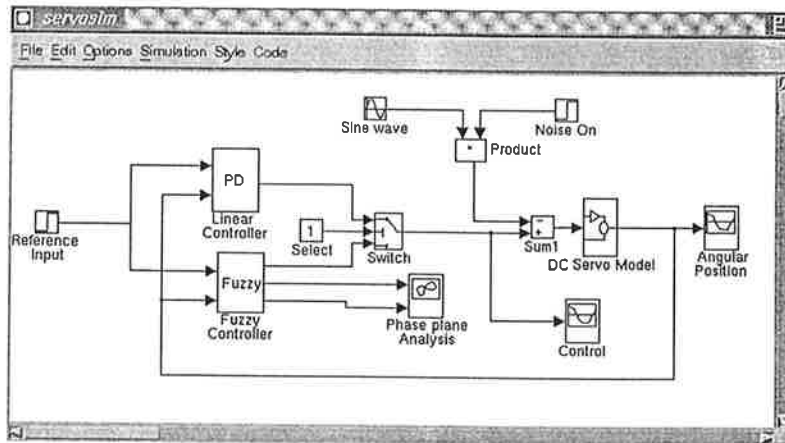 servosim
File Edit Options Simulation Style Code
Sine wave
Noise On
*
Product
PD
Linear
Controller
Reference
Input
1
Select
Switch
-
+
Sum1
DC Servo Model
Angular
Position
Fuzzy
Fuzzy
Controller
Phase plane
Analysis
Control